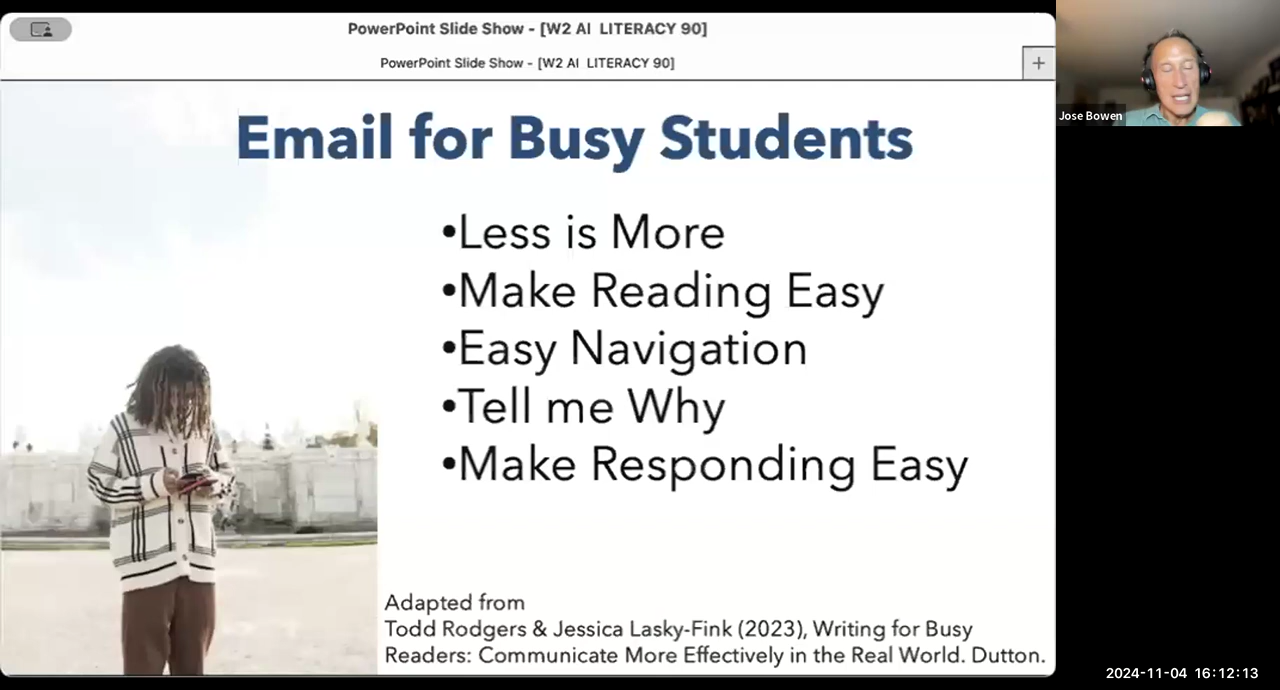 PowerPoint Slide Show - [W2 AI LITERACY 90]
PowerPoint Slide Show - [W2 AI LITERACY 90]
+
Jose Bowen
Email for Busy Students
•Less is More
•Make Reading Easy
•Easy Navigation
•Tell me Why
•Make Responding Easy
Adapted from
Todd Rodgers & Jessica Lasky-Fink (2023), Writing for Busy
Readers: Communicate More Effectively in the Real World. Dutton.
2024-11-04 16:12:13